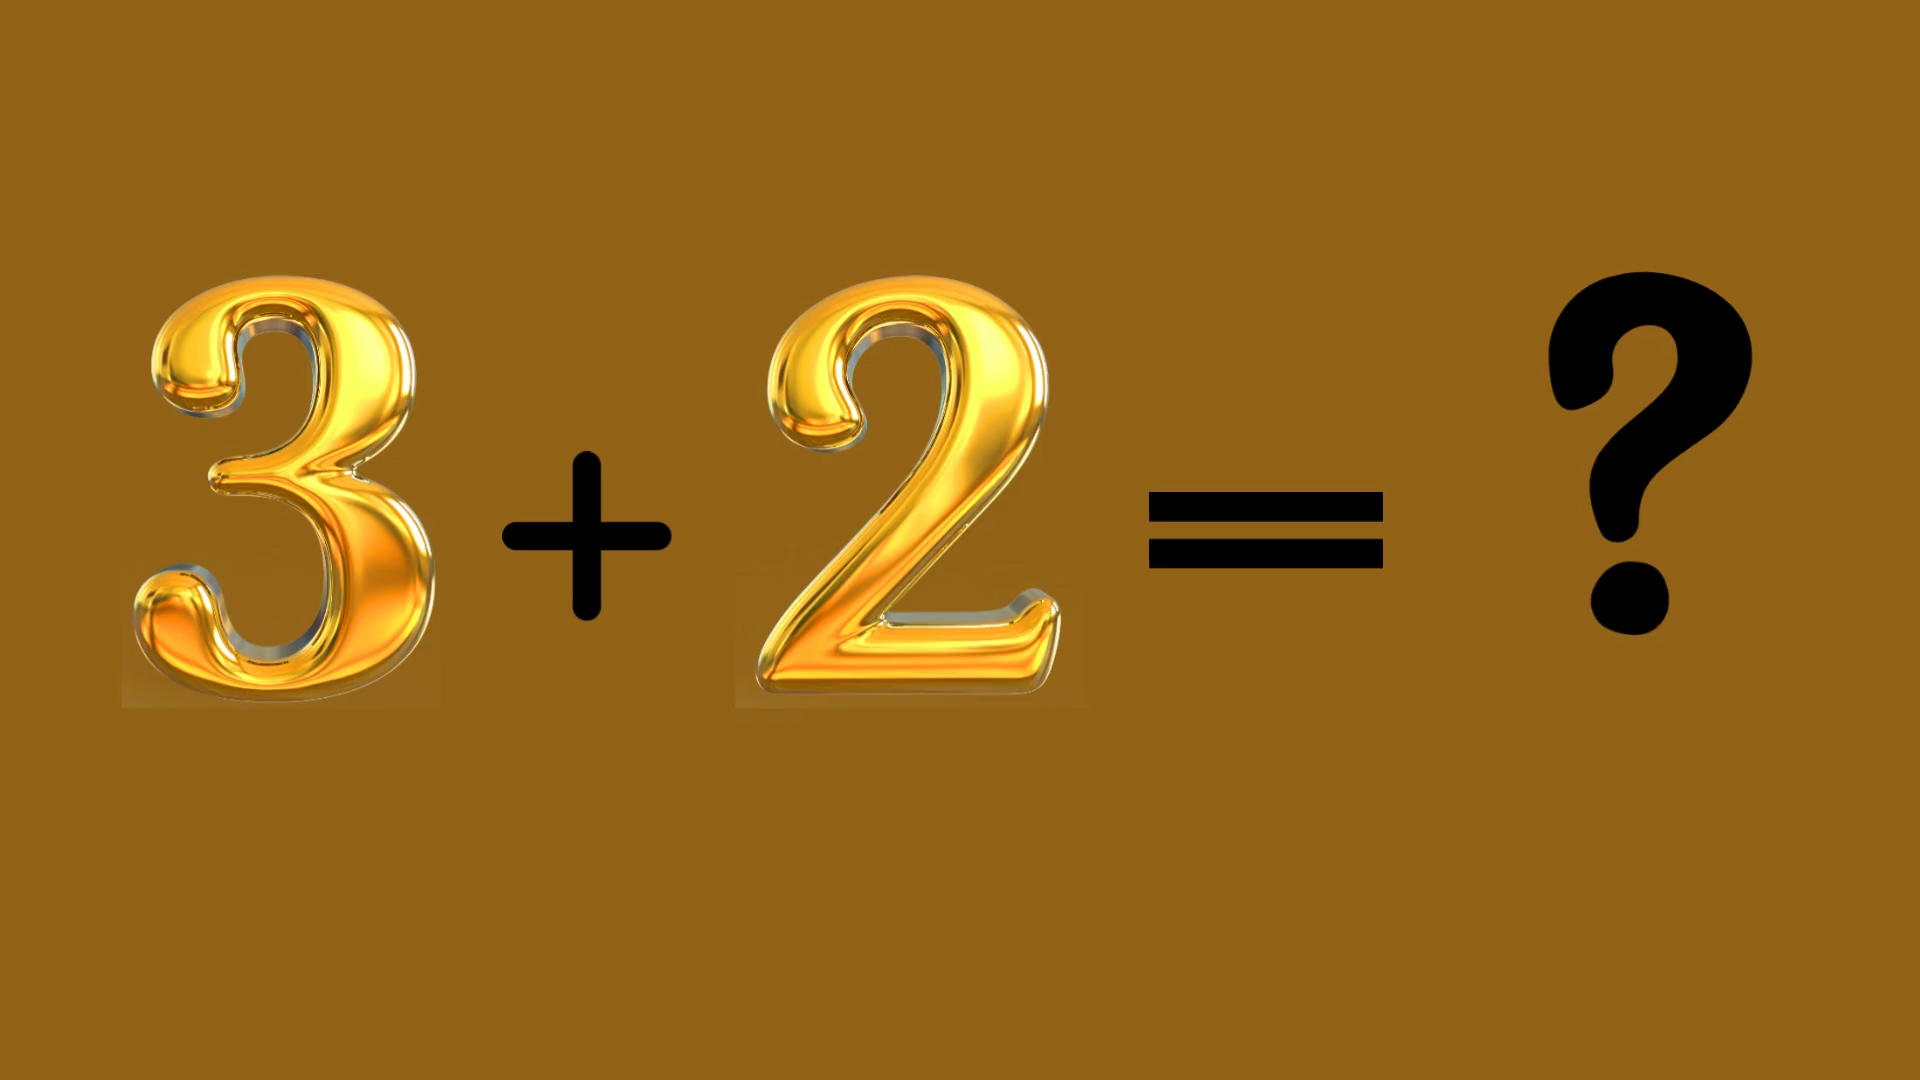 3 + 2 = ?